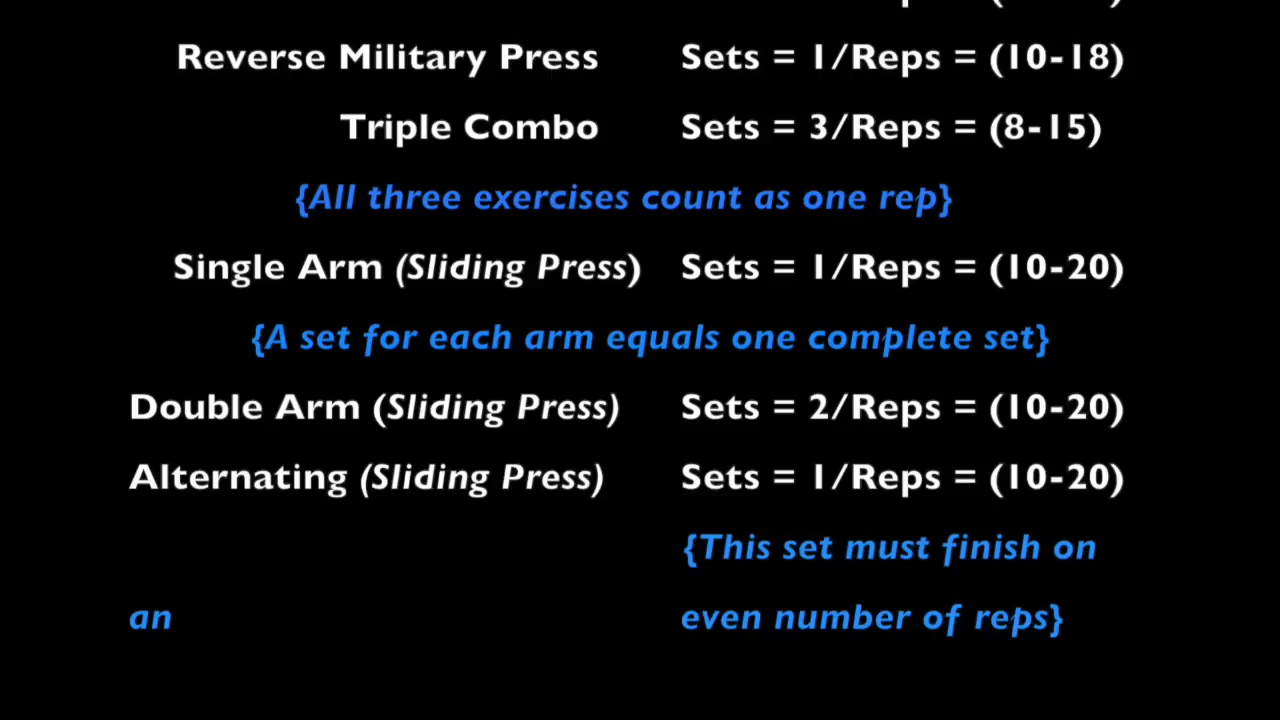 Reverse Military Press Sets = 1/Reps = (10-18)
Triple Combo Sets = 3/Reps = (8-15)
{All three exercises count as one rep}
Single Arm (Sliding Press) Sets = 1/Reps = (10-20)
{A set for each arm equals one complete set}
Double Arm (Sliding Press) Sets = 2/Reps = (10-20)
Alternating (Sliding Press) Sets = 1/Reps = (10-20)
{This set must finish on
an even number of reps}